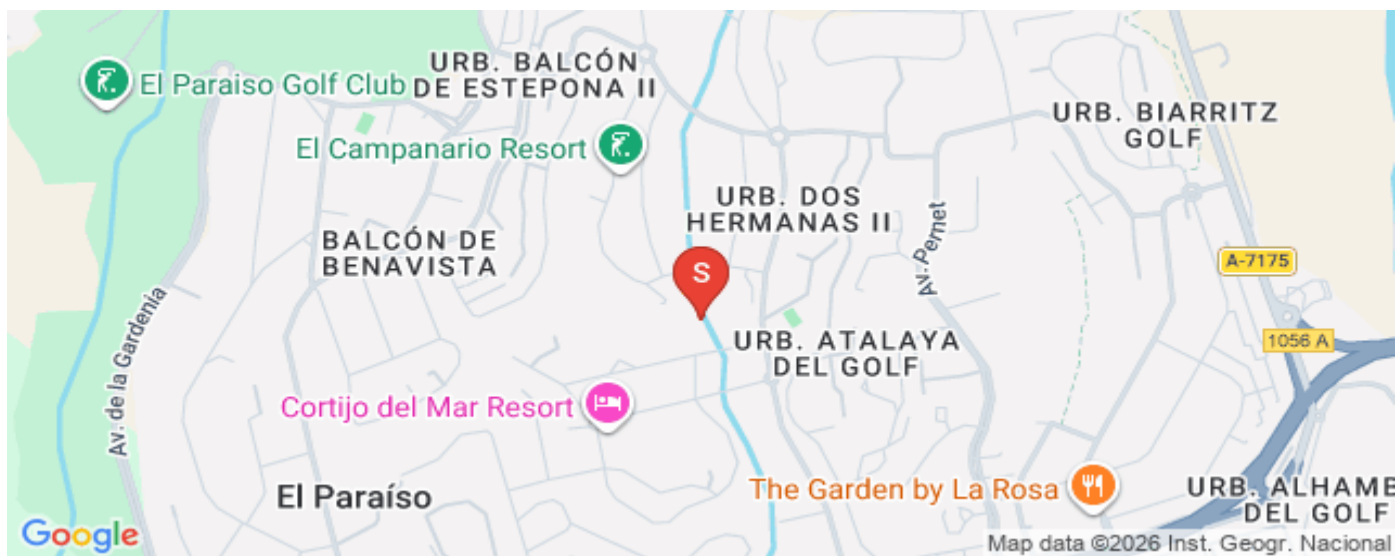 URB. BALCÓN
DE ESTEPONA II
El Paraiso Golf Club
URB. BIARRITZ
GOLF
El Campanario Resort
URB. DOS
HERMANAS II
BALCÓN DE
BENAVISTA
Av. Pernet
A-7175
S
Av. de la Gardenia
URB. ATALAYA
DEL GOLF
1056 A
Cortijo del Mar Resort
El Paraíso
The Garden by La Rosa
URB. ALHAMB
DEL GOLF
Google
Map data ©2026 Inst. Geogr. Nacional